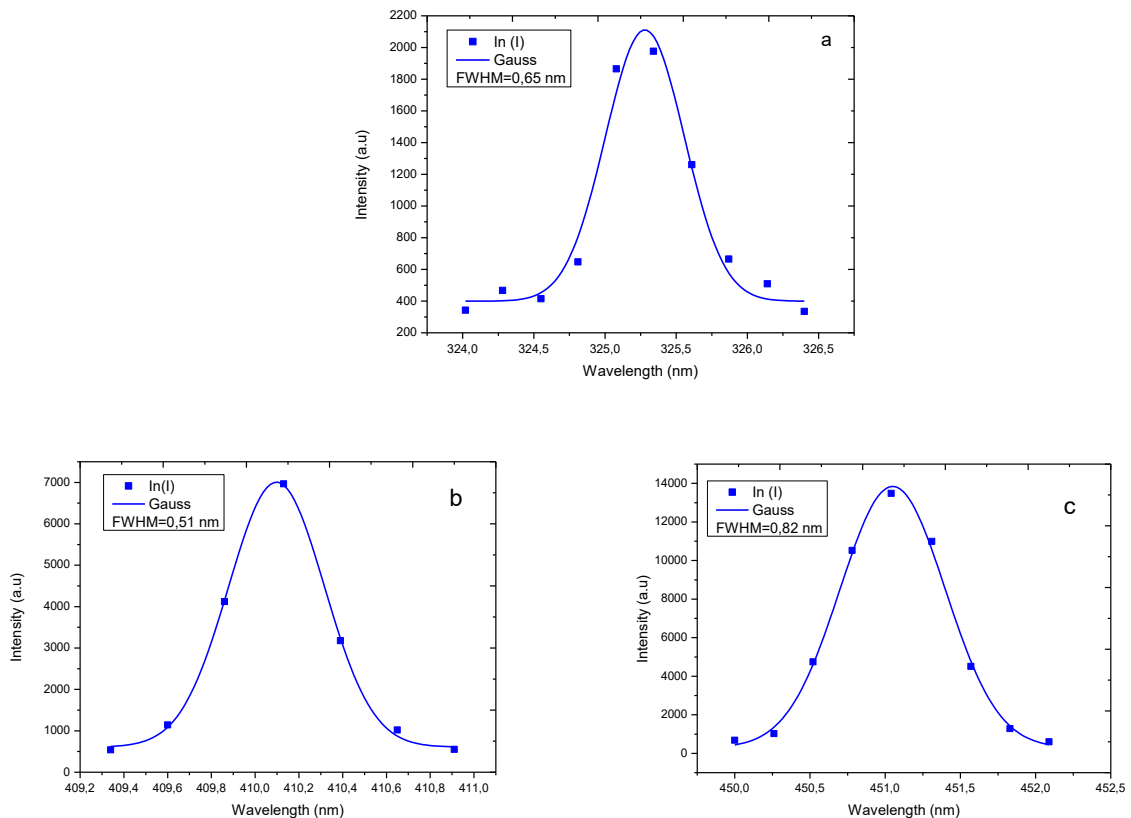 a
In (I)
Gauss
FWHM=0,65 nm
2200
2000
1800
1600
1400
1200
1000
800
600
400
200
Intensity (a.u)
324,0 324,5 325,0 325,5 326,0 326,5
Wavelength (nm)
b
In(I)
Gauss
FWHM=0,51 nm
7000
6000
5000
4000
3000
2000
1000
0
Intensity (a.u)
409,2 409,4 409,6 409,8 410,0 410,2 410,4 410,6 410,8 411,0
Wavelength (nm)
c
In (I)
Gauss
FWHM=0,82 nm
14000
12000
10000
8000
6000
4000
2000
0
Intensity (a.u)
450,0 450,5 451,0 451,5 452,0 452,5
Wavelength (nm)